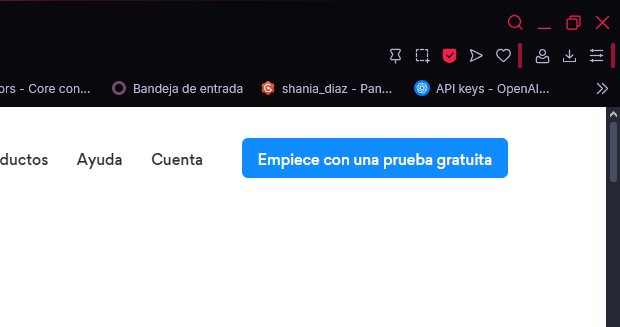 ors - Core con... Bandeja de entrada shania_diaz - Pan... API keys - OpenAI...
ductos Ayuda Cuenta Empiece con una prueba gratuita